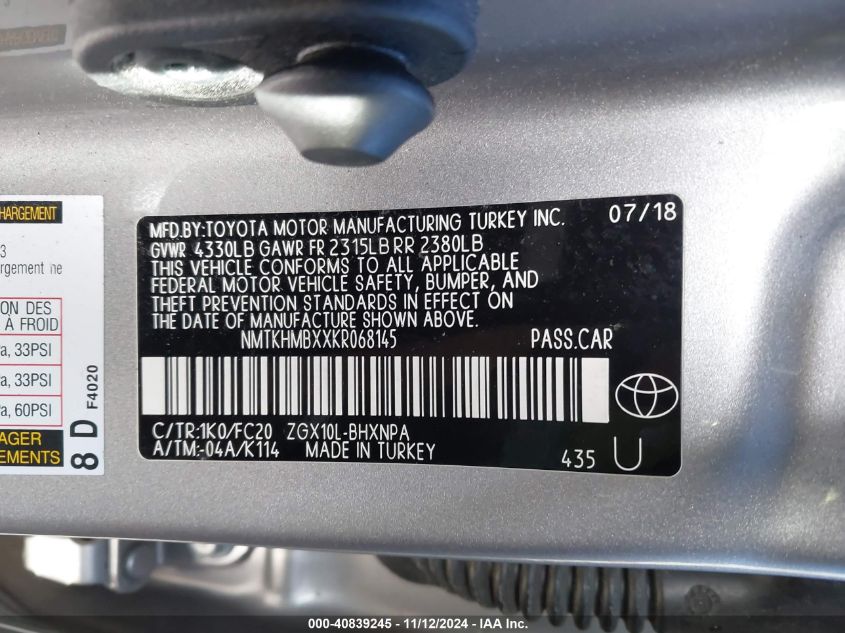 HARGEMENT
3
argement ne
ION DES
À FROID
a, 33PSI
a, 33PSI
a, 60PSI
AGER
EMENTS
8 D F4020
MFD.BY:TOYOTA MOTOR MANUFACTURING TURKEY INC. 07/18
GVWR 4330LB GAWR FR 2315LB RR 2380LB
THIS VEHICLE CONFORMS TO ALL APPLICABLE
FEDERAL MOTOR VEHICLE SAFETY, BUMPER, AND
THEFT PREVENTION STANDARDS IN EFFECT ON
THE DATE OF MANUFACTURE SHOWN ABOVE.
NMTKHMBXXKR068145 PASS.CAR
C/TR:1K0/FC20 ZGX10L-BHXNPA
A/TM:-04A/K114 MADE IN TURKEY
435 U
000-40839245 - 11/12/2024 - IAA Inc.